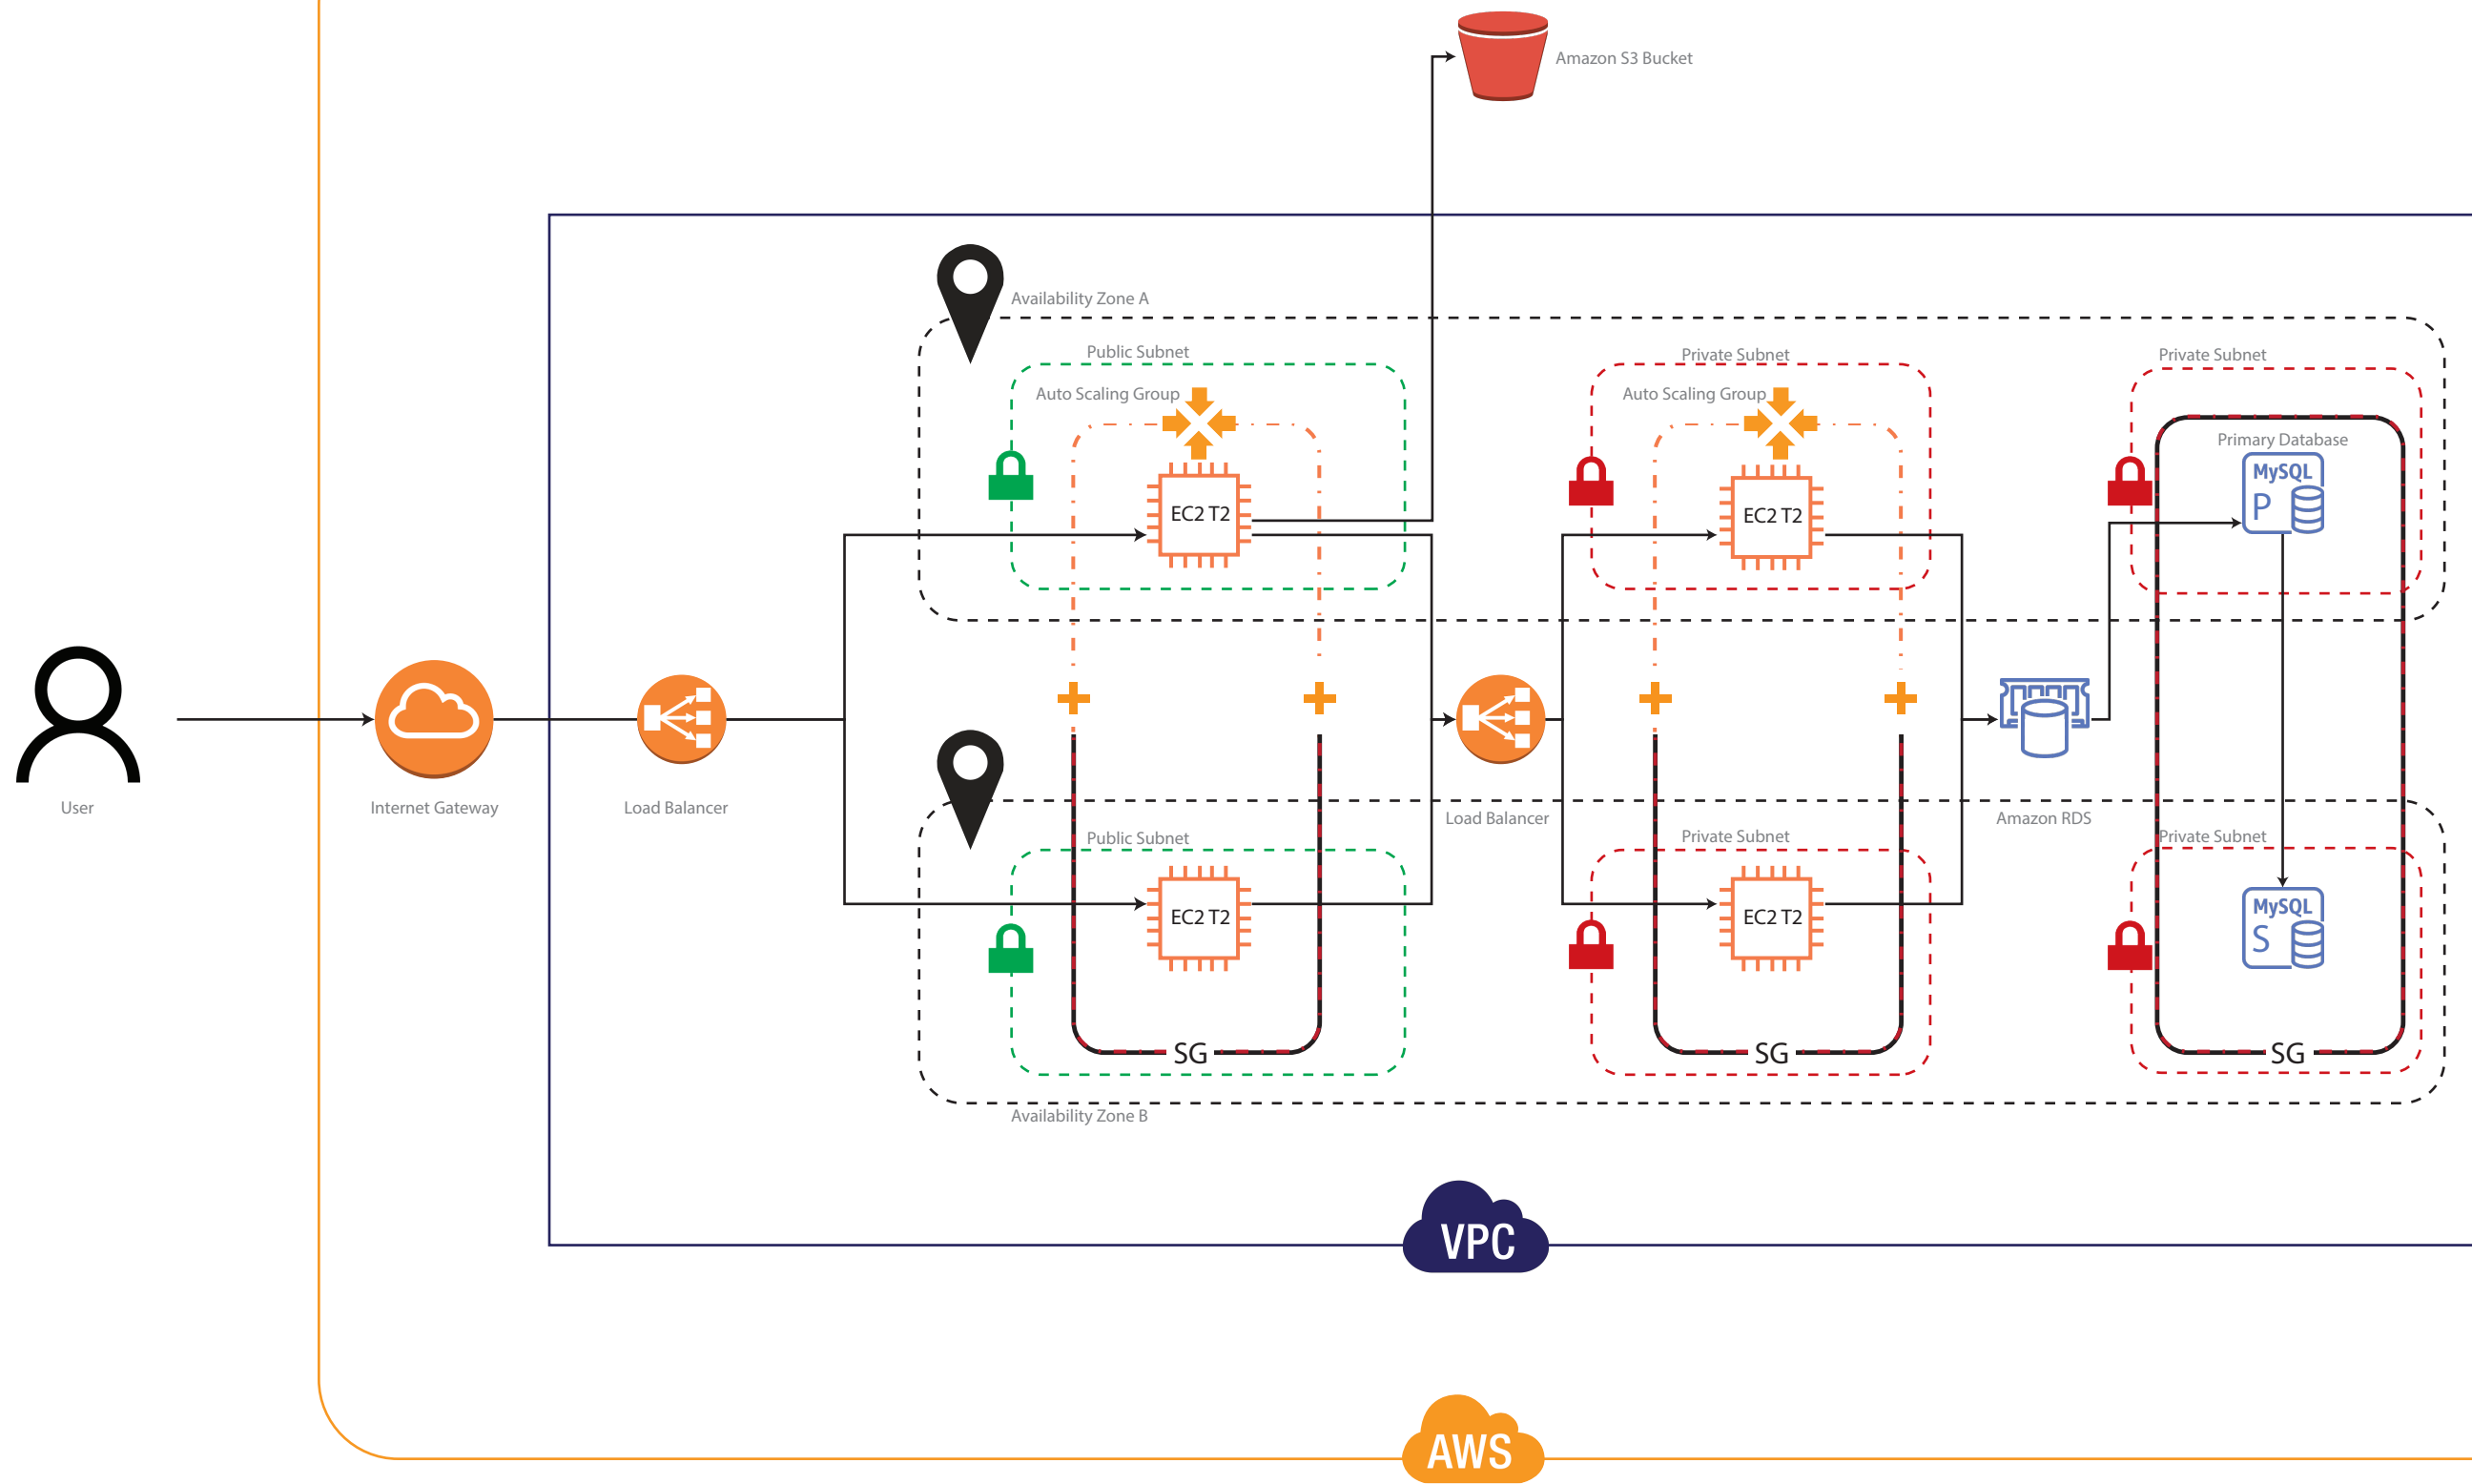 Amazon S3 Bucket
Availability Zone A
Public Subnet
Private Subnet
Private Subnet
Auto Scaling Group
Auto Scaling Group
Primary Database
MySQL
P
EC2 T2
EC2 T2
User
Internet Gateway
Load Balancer
Load Balancer
Amazon RDS
Public Subnet
Private Subnet
Private Subnet
EC2 T2
EC2 T2
MySQL
S
SG
SG
SG
Availability Zone B
VPC
AWS